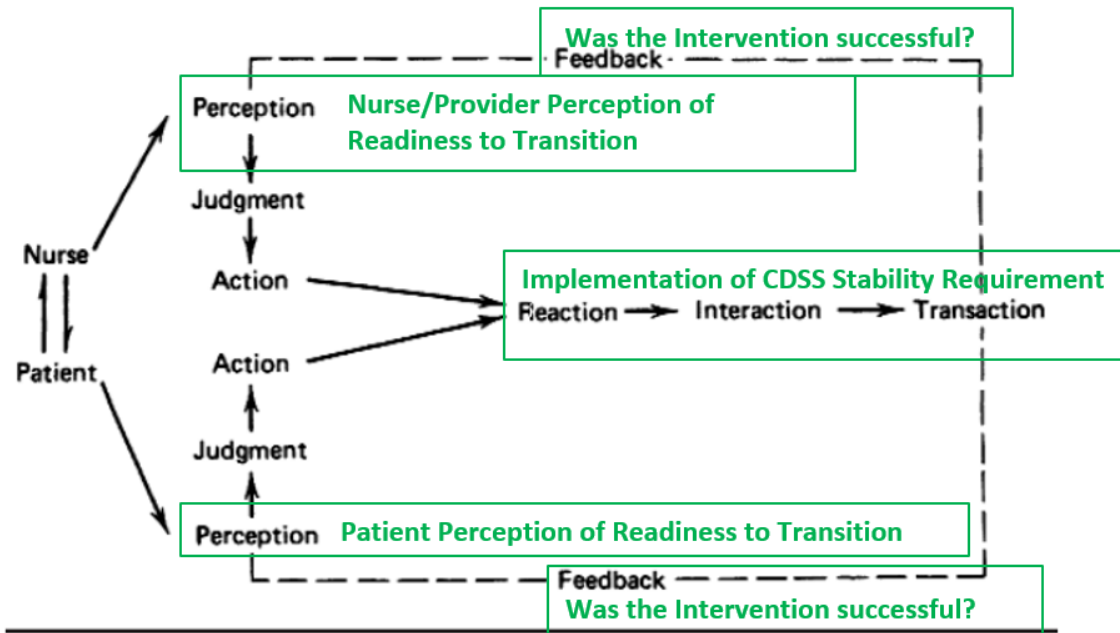 Was the Intervention successful?
Feedback
Perception
Nurse/Provider Perception of
Readiness to Transition
Judgment
Nurse
Action
Implementation of CDSS Stability Requirement
Reaction
Interaction
Transaction
Action
Patient
Judgment
Perception
Patient Perception of Readiness to Transition
Feedback
Was the Intervention successful?